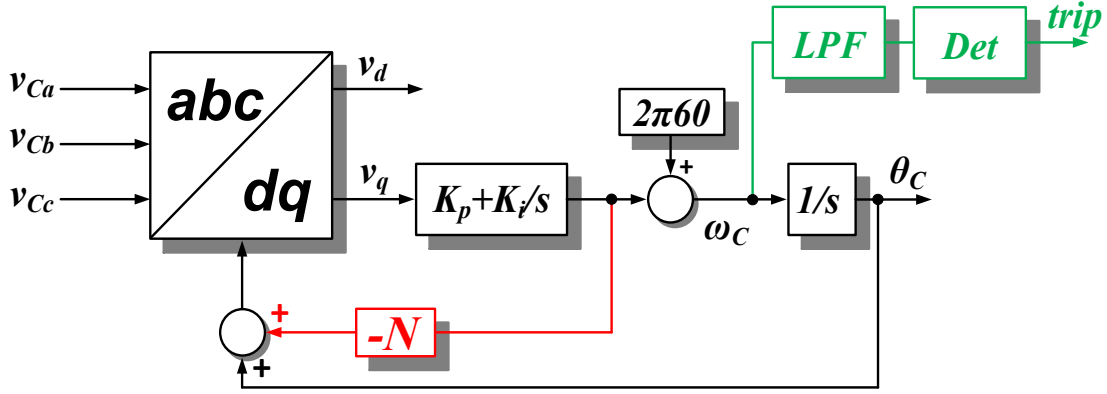 LPF
Det
trip
v_Ca
v_Cb
v_Cc
abc
dq
v_d
v_q
K_p+K_i/s
2π60
+
ω_C
1/s
θ_C
+
-N
+